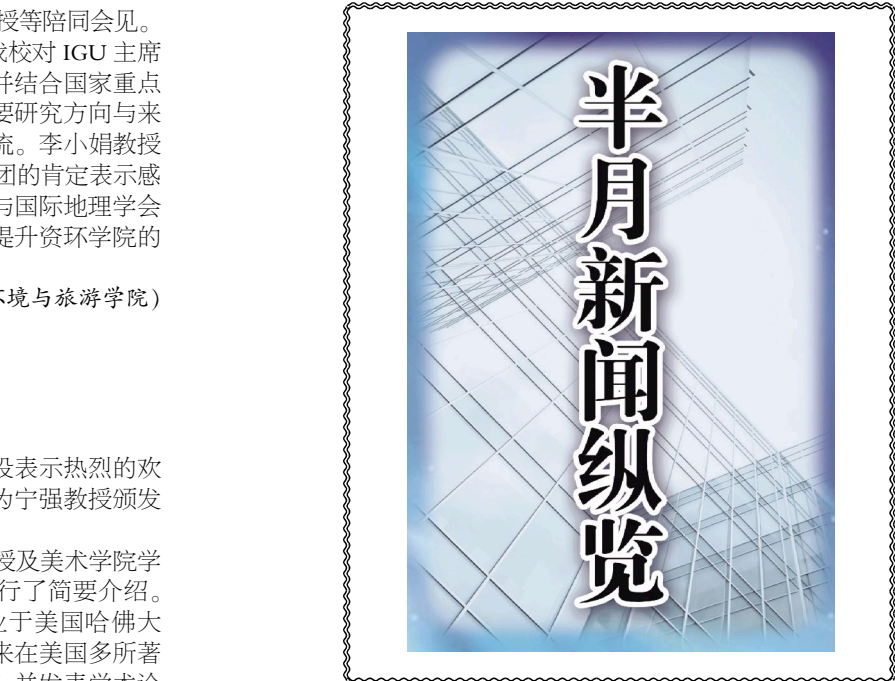 授等陪同会见。
校对 IGU 主席
并结合国家重点
要研究方向与来
流。李小娟教授
团的肯定表示感
与国际地理学会
提升资环学院的
境与旅游学院)
设表示热烈的欢
为宁强教授颁发
授及美术学院学
行了简要介绍。
业于美国哈佛大
来在美国多所著
半月新闻纵览